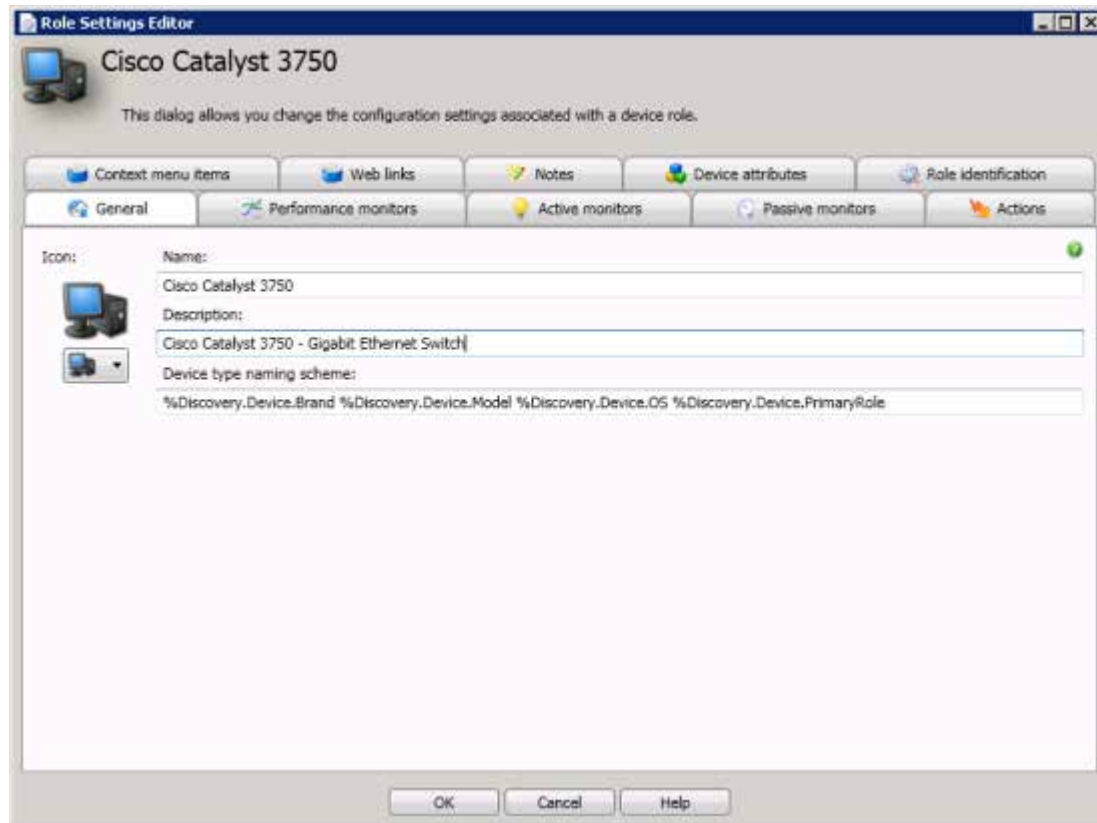 Role Settings Editor
Cisco Catalyst 3750
This dialog allows you change the configuration settings associated with a device role.
Context menu items Web links Notes Device attributes Role identification
General Performance monitors Active monitors Passive monitors Actions
Icon: Name:
Cisco Catalyst 3750
Description:
Cisco Catalyst 3750 - Gigabit Ethernet Switch
Device type naming scheme:
%Discovery.Device.Brand %Discovery.Device.Model %Discovery.Device.OS %Discovery.Device.PrimaryRole
OK Cancel Help